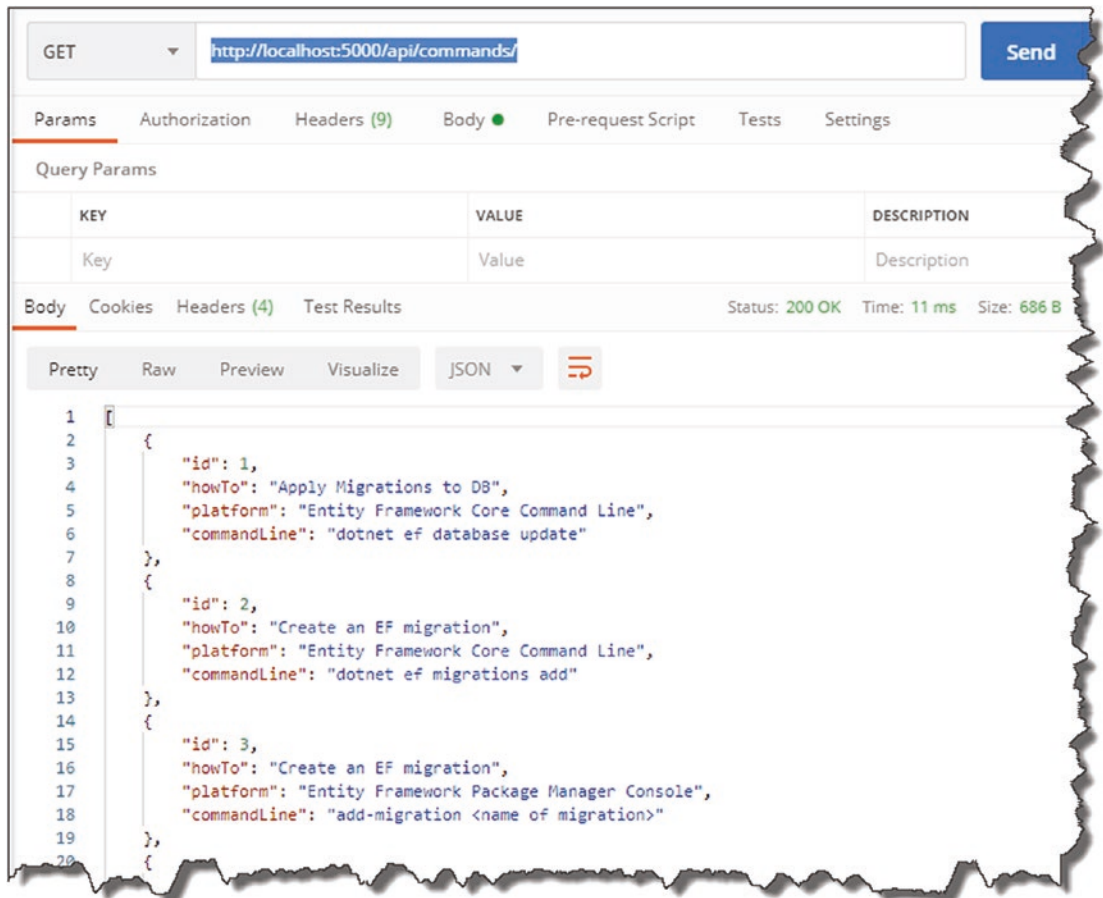 GET http://localhost:5000/api/commands/ Send
Params Authorization Headers (9) Body Pre-request Script Tests Settings
Query Params
KEY VALUE DESCRIPTION
Key Value Description
Body Cookies Headers (4) Test Results Status: 200 OK Time: 11 ms Size: 686 B
Pretty Raw Preview Visualize JSON
1 [
2 {
3 "id": 1,
4 "howTo": "Apply Migrations to DB",
5 "platform": "Entity Framework Core Command Line",
6 "commandLine": "dotnet ef database update"
7 },
8 {
9 "id": 2,
10 "howTo": "Create an EF migration",
11 "platform": "Entity Framework Core Command Line",
12 "commandLine": "dotnet ef migrations add"
13 },
14 {
15 "id": 3,
16 "howTo": "Create an EF migration",
17 "platform": "Entity Framework Package Manager Console",
18 "commandLine": "add-migration <name of migration>"
19 },
20 {